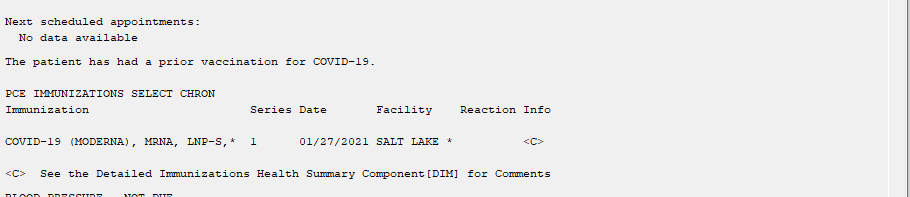 Next scheduled appointments:
No data available
The patient has had a prior vaccination for COVID-19.
PCE IMMUNIZATIONS SELECT CHRON
Immunization Series Date Facility Reaction Info
COVID-19 (MODERNA), MRNA, LNP-S,* 1 01/27/2021 SALT LAKE * <C>
<C> See the Detailed Immunizations Health Summary Component[DIM] for Comments
BLOOD PRESSURE NOT DUE